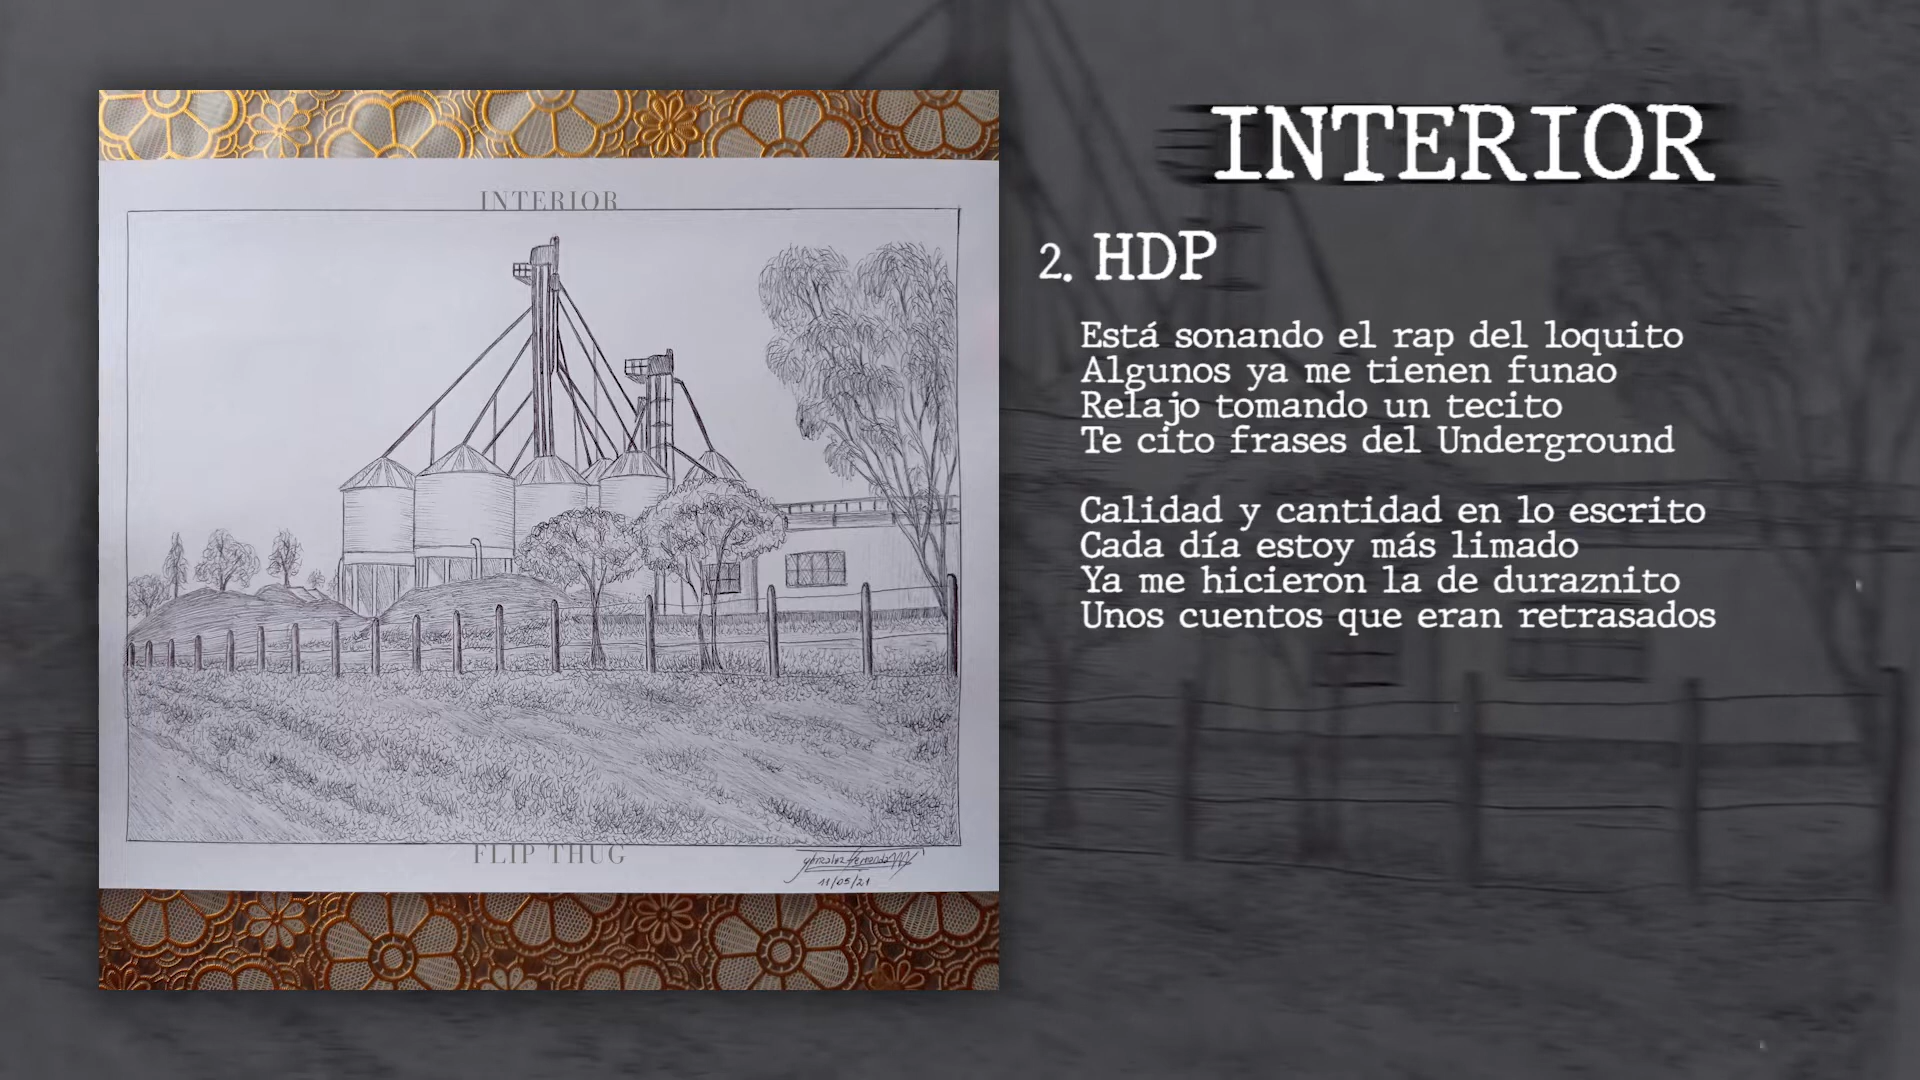 INTERIOR
FLIP THUG
11/05/21
INTERIOR
2. HDP
Está sonando el rap del loquito
Algunos ya me tienen funao
Relajo tomando un tecito
Te cito frases del Underground
Calidad y cantidad en lo escrito
Cada día estoy más limado
Ya me hicieron la de duraznito
Unos cuentos que eran retrasados